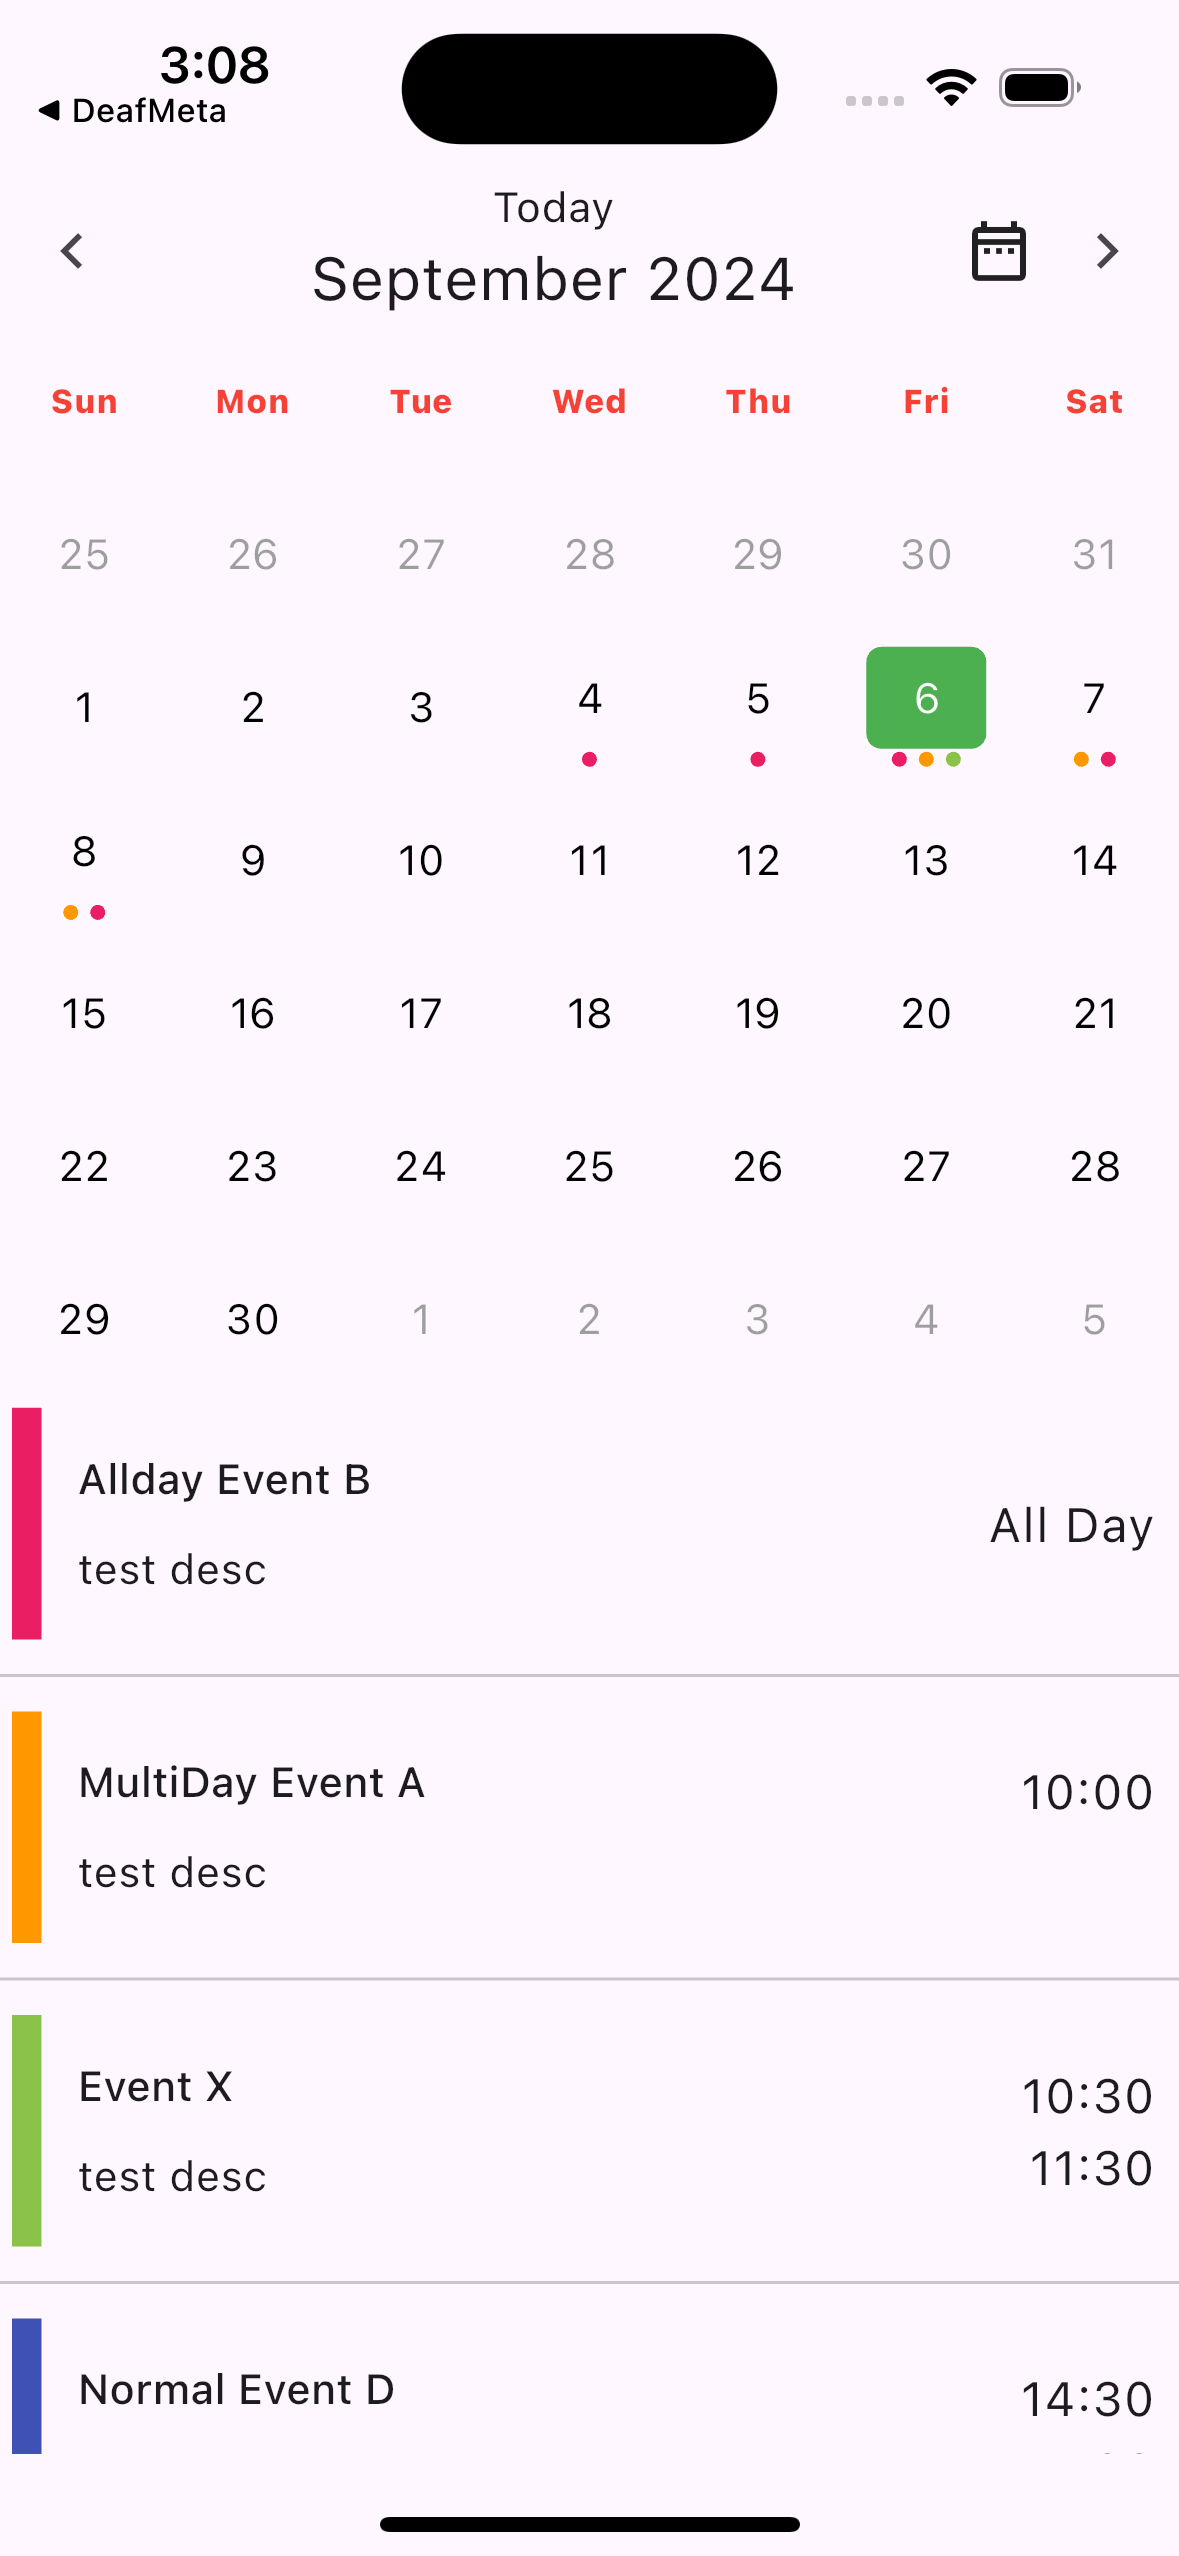 3:08
◀ DeafMeta
Today
September 2024
Sun Mon Tue Wed Thu Fri Sat
25 26 27 28 29 30 31
1 2 3 4 5 6 7
8 9 10 11 12 13 14
15 16 17 18 19 20 21
22 23 24 25 26 27 28
29 30 1 2 3 4 5
Allday Event B
All Day
test desc
MultiDay Event A
10:00
test desc
Event X
10:30
test desc
11:30
Normal Event D
14:30